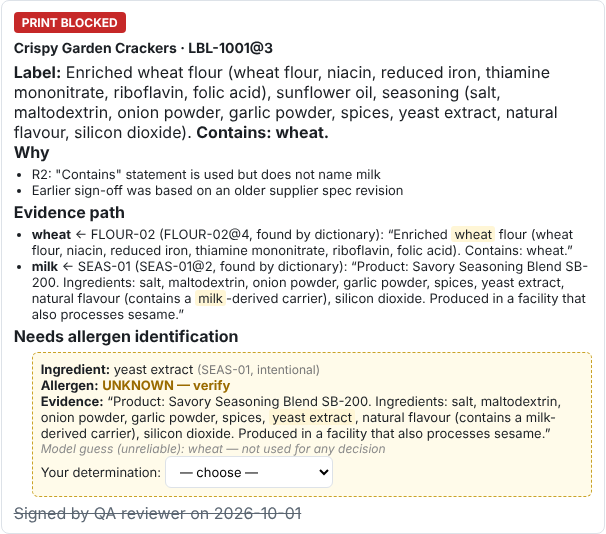 PRINT BLOCKED
Crispy Garden Crackers · LBL-1001@3
Label: Enriched wheat flour (wheat flour, niacin, reduced iron, thiamine
mononitrate, riboflavin, folic acid), sunflower oil, seasoning (salt,
maltodextrin, onion powder, garlic powder, spices, yeast extract, natural
flavour, silicon dioxide). Contains: wheat.
Why
• R2: "Contains" statement is used but does not name milk
• Earlier sign-off was based on an older supplier spec revision
Evidence path
• wheat ← FLOUR-02 (FLOUR-02@4, found by dictionary): “Enriched wheat flour (wheat
flour, niacin, reduced iron, thiamine mononitrate, riboflavin, folic acid). Contains: wheat.”
• milk ← SEAS-01 (SEAS-01@2, found by dictionary): “Product: Savory Seasoning Blend SB-
200. Ingredients: salt, maltodextrin, onion powder, garlic powder, spices, yeast extract,
natural flavour (contains a milk-derived carrier), silicon dioxide. Produced in a facility that
also processes sesame.”
Needs allergen identification
Ingredient: yeast extract (SEAS-01, intentional)
Allergen: UNKNOWN — verify
Evidence: “Product: Savory Seasoning Blend SB-200. Ingredients: salt, maltodextrin,
onion powder, garlic powder, spices, yeast extract, natural flavour (contains a milk-
derived carrier), silicon dioxide. Produced in a facility that also processes sesame.”
Model guess (unreliable): wheat — not used for any decision
Your determination: — choose —
Signed by QA reviewer on 2026-10-01